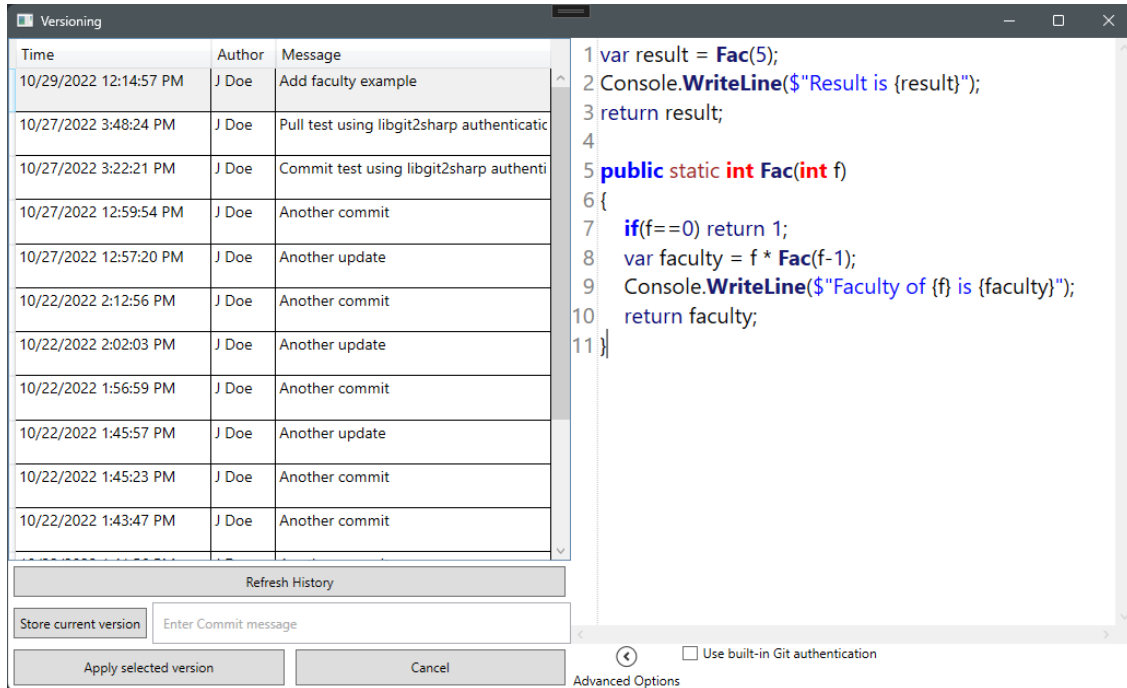 Versioning
Time Author Message
10/29/2022 12:14:57 PM J Doe Add faculty example
10/27/2022 3:48:24 PM J Doe Pull test using libgit2sharp authenticatic
10/27/2022 3:22:21 PM J Doe Commit test using libgit2sharp authenti
10/27/2022 12:59:54 PM J Doe Another commit
10/27/2022 12:57:20 PM J Doe Another update
10/22/2022 2:12:56 PM J Doe Another commit
10/22/2022 2:02:03 PM J Doe Another update
10/22/2022 1:56:59 PM J Doe Another commit
10/22/2022 1:45:57 PM J Doe Another update
10/22/2022 1:45:23 PM J Doe Another commit
10/22/2022 1:43:47 PM J Doe Another commit
Refresh History
Store current version Enter Commit message
Apply selected version Cancel
1 var result = Fac(5);
2 Console.WriteLine($"Result is {result}");
3 return result;
4
5 public static int Fac(int f)
6 {
7 if(f==0) return 1;
8 var faculty = f * Fac(f-1);
9 Console.WriteLine($"Faculty of {f} is {faculty}");
10 return faculty;
11 }
Use built-in Git authentication
Advanced Options